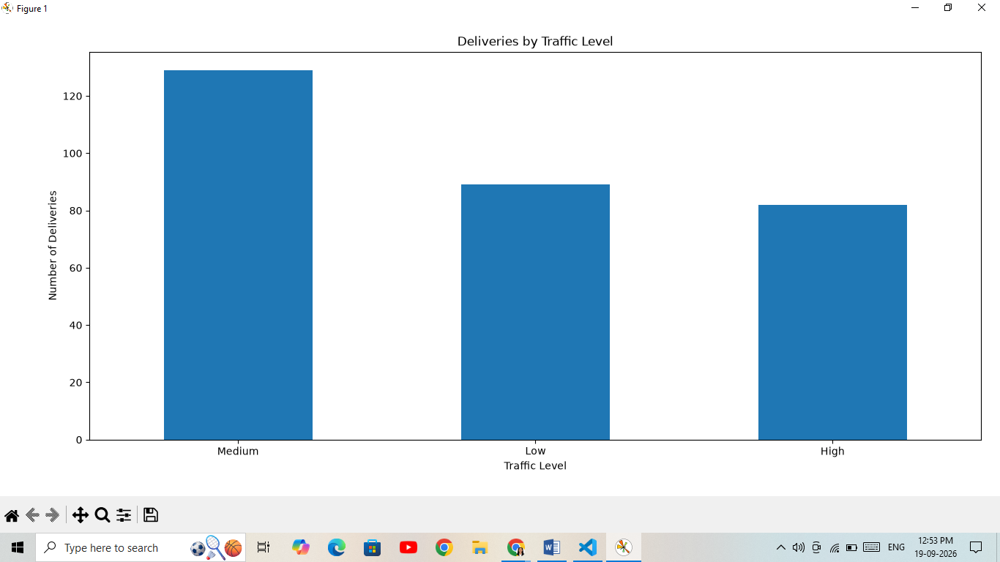 Figure 1
Deliveries by Traffic Level
120
100
80
60
40
20
0
Number of Deliveries
Medium Low High
Traffic Level
Type here to search
ENG
12:53 PM
19-09-2026